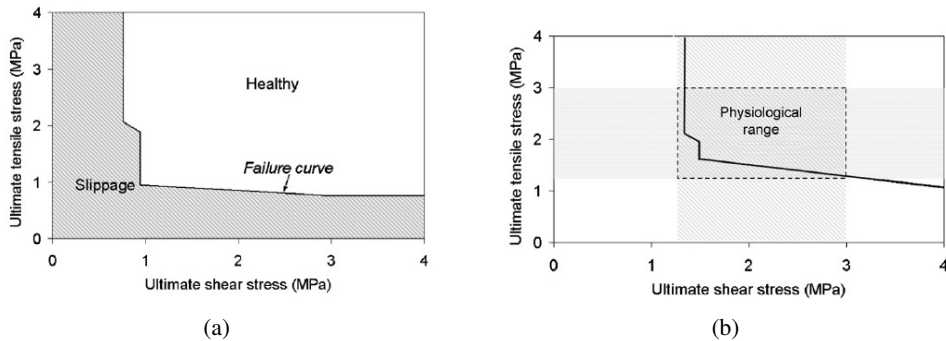 4
3
2
1
0
0 1 2 3 4
Ultimate tensile stress (MPa)
Ultimate shear stress (MPa)
Healthy
Failure curve
Slippage
(a)
4
3
2
1
0
0 1 2 3 4
Ultimate tensile stress (MPa)
Ultimate shear stress (MPa)
Physiological
range
(b)